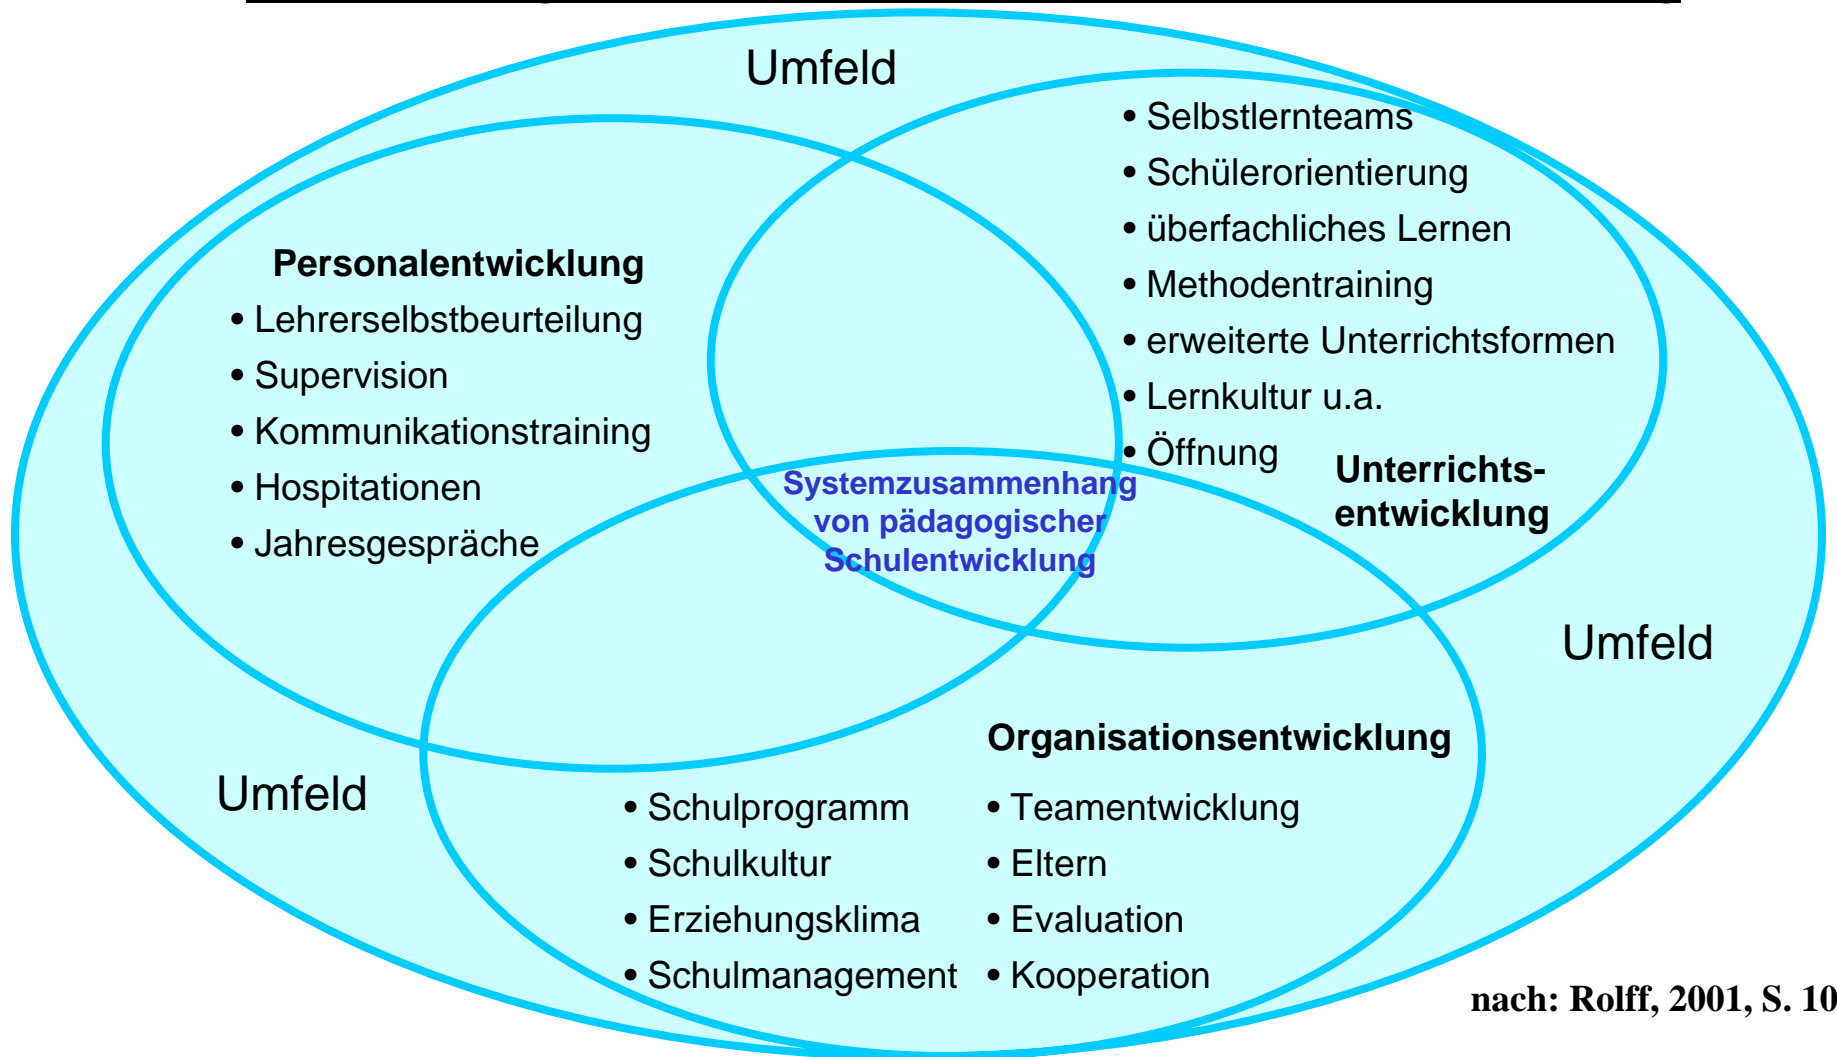 Umfeld
Personalentwicklung
• Lehrerselbstbeurteilung
• Supervision
• Kommunikationstraining
• Hospitationen
• Jahresgespräche
• Selbstlernteams
• Schülerorientierung
• überfachliches Lernen
• Methodentraining
• erweiterte Unterrichtsformen
• Lernkultur u.a.
• Öffnung
Unterrichts-
entwicklung
Systemzusammenhang
von pädagogischer
Schulentwicklung
Umfeld
Umfeld
Organisationsentwicklung
• Schulprogramm
• Schulkultur
• Erziehungsklima
• Schulmanagement
• Teamentwicklung
• Eltern
• Evaluation
• Kooperation
nach: Rolff, 2001, S. 10